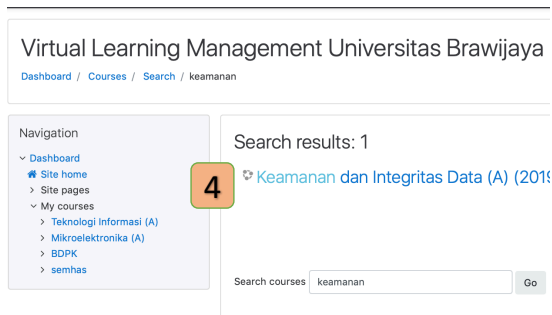 Virtual Learning Management Universitas Brawijaya
Dashboard / Courses / Search / keamanan
Navigation
Dashboard
Site home
Site pages
My courses
Teknologi Informasi (A)
Mikroelektronika (A)
BDPK
semhas
4
Search results: 1
Keamanan dan Integritas Data (A) (2019
Search courses keamanan Go